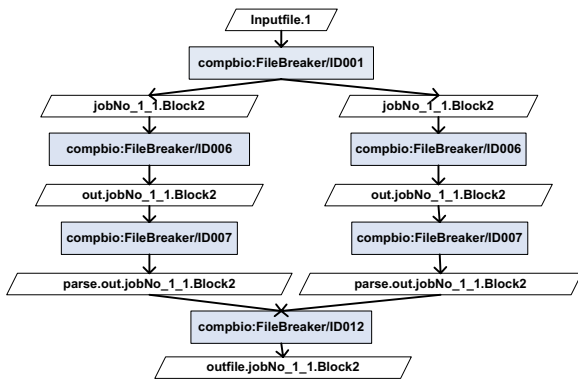 Inputfile.1
compbio:FileBreaker/ID001
jobNo_1_1.Block2
jobNo_1_1.Block2
compbio:FileBreaker/ID006
compbio:FileBreaker/ID006
out.jobNo_1_1.Block2
out.jobNo_1_1.Block2
compbio:FileBreaker/ID007
compbio:FileBreaker/ID007
parse.out.jobNo_1_1.Block2
parse.out.jobNo_1_1.Block2
compbio:FileBreaker/ID012
outfile.jobNo_1_1.Block2